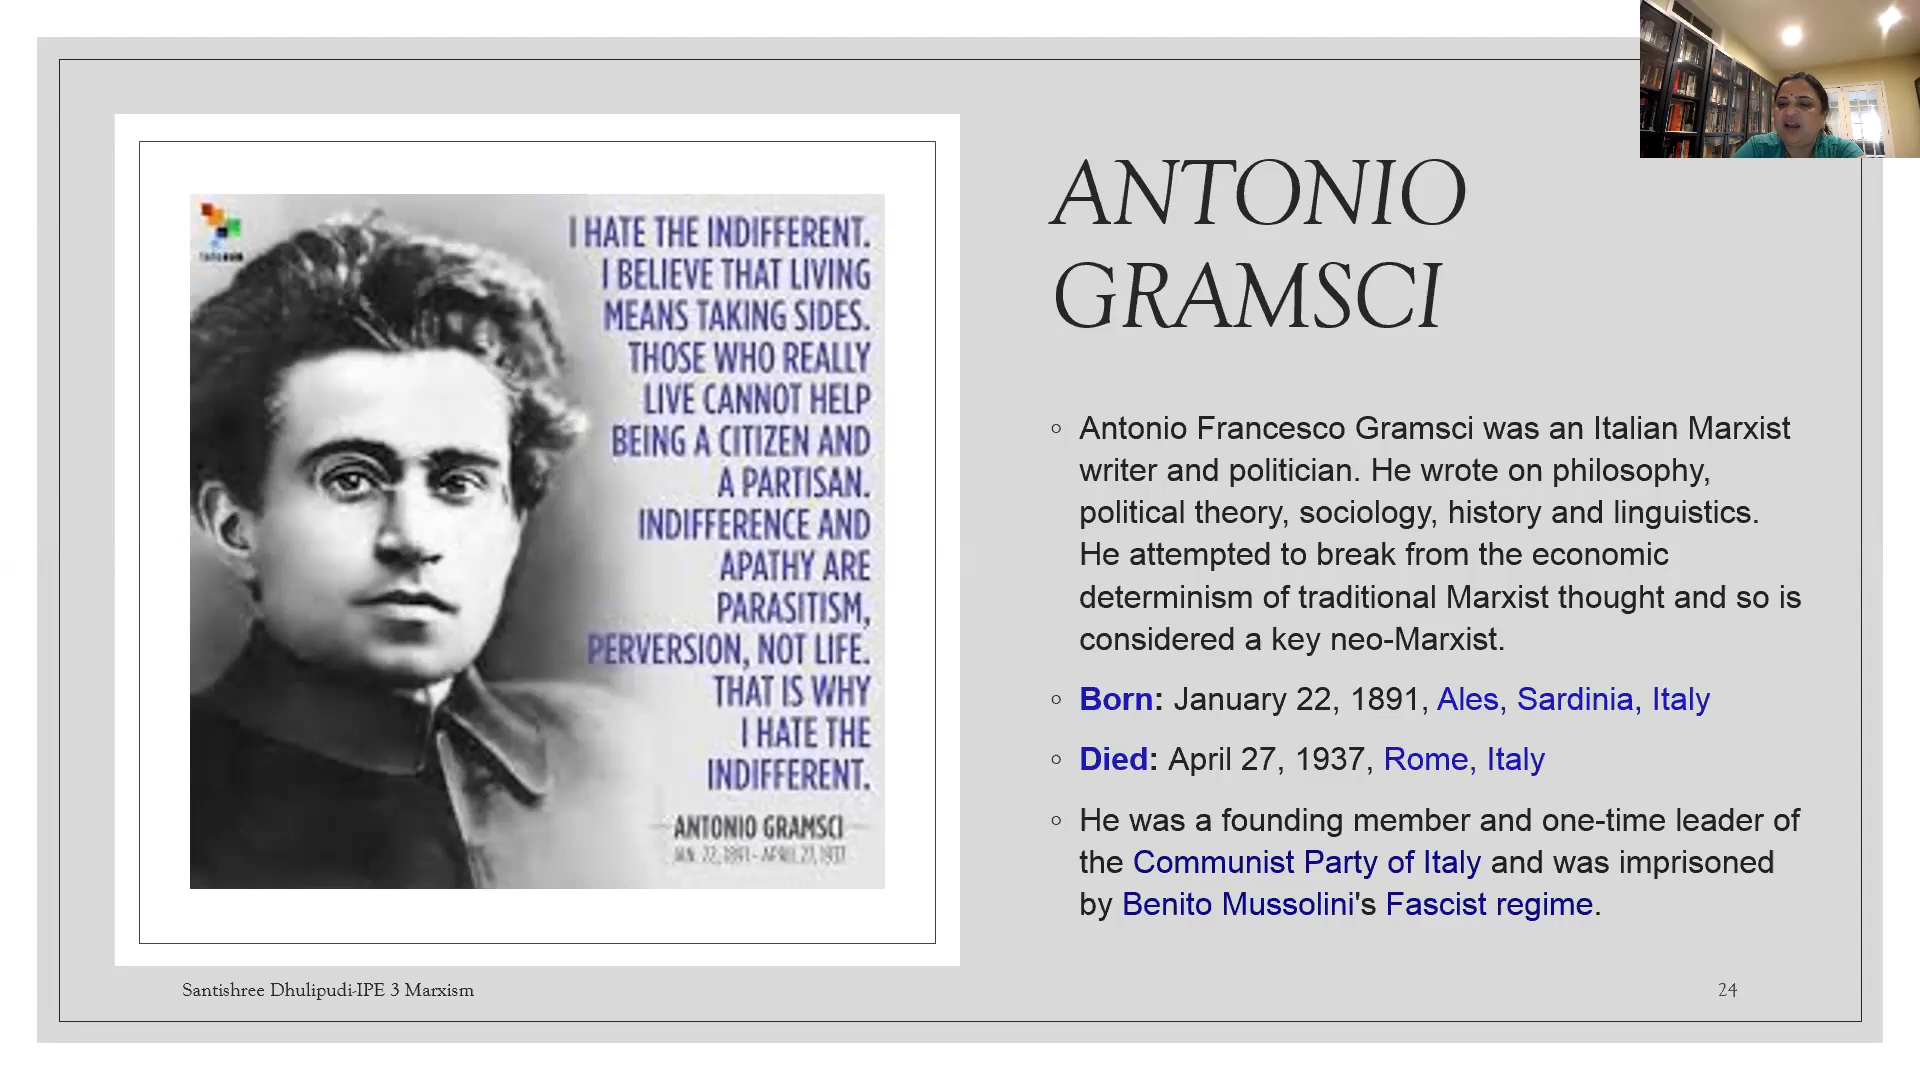 I HATE THE INDIFFERENT.
I BELIEVE THAT LIVING
MEANS TAKING SIDES.
THOSE WHO REALLY
LIVE CANNOT HELP
BEING A CITIZEN AND
A PARTISAN.
INDIFFERENCE AND
APATHY ARE
PARASITISM,
PERVERSION, NOT LIFE.
THAT IS WHY
I HATE THE
INDIFFERENT.
ANTONIO GRAMSCI
JAN. 22, 1891 - APRIL 27, 1937
ANTONIO
GRAMSCI
Antonio Francesco Gramsci was an Italian Marxist
writer and politician. He wrote on philosophy,
political theory, sociology, history and linguistics.
He attempted to break from the economic
determinism of traditional Marxist thought and so is
considered a key neo-Marxist.
Born: January 22, 1891, Ales, Sardinia, Italy
Died: April 27, 1937, Rome, Italy
He was a founding member and one-time leader of
the Communist Party of Italy and was imprisoned
by Benito Mussolini's Fascist regime.
Santishree Dhulipudi-IPE 3 Marxism
24